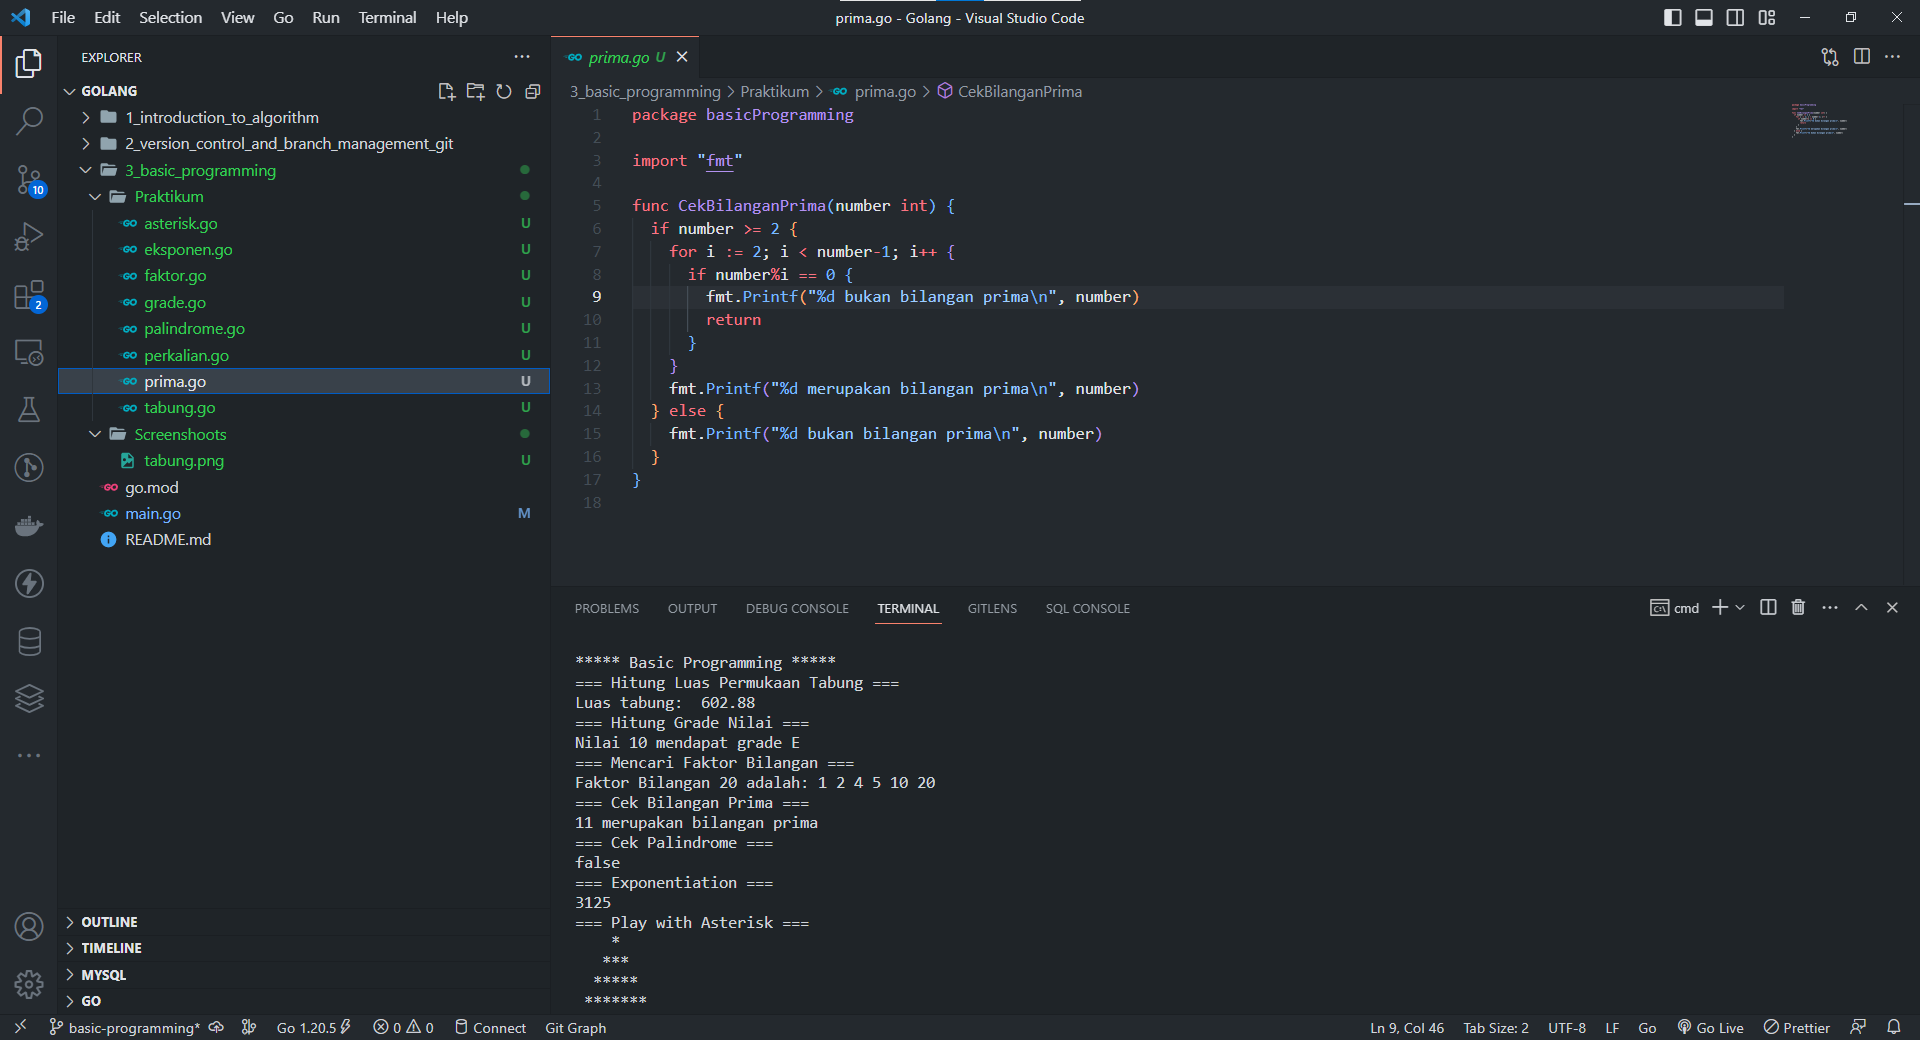 File Edit Selection View Go Run Terminal Help
prima.go - Golang - Visual Studio Code
EXPLORER
GOLANG
1_introduction_to_algorithm
2_version_control_and_branch_management_git
3_basic_programming
Praktikum
asterisk.go U
eksponen.go U
faktor.go U
grade.go U
palindrome.go U
perkalian.go U
prima.go U
tabung.go U
Screenshoots
tabung.png U
go.mod
main.go M
README.md
OUTLINE
TIMELINE
MYSQL
GO
10
2
prima.go U
3_basic_programming > Praktikum > prima.go > CekBilanganPrima
1 package basicProgramming
2
3 import "fmt"
4
5 func CekBilanganPrima(number int) {
6 if number >= 2 {
7 for i := 2; i < number-1; i++ {
8 if number%i == 0 {
9 fmt.Printf("%d bukan bilangan prima\n", number)
10 return
11 }
12 }
13 fmt.Printf("%d merupakan bilangan prima\n", number)
14 } else {
15 fmt.Printf("%d bukan bilangan prima\n", number)
16 }
17 }
18
PROBLEMS OUTPUT DEBUG CONSOLE TERMINAL GITLENS SQL CONSOLE
cmd
***** Basic Programming *****
=== Hitung Luas Permukaan Tabung ===
Luas tabung:  602.88
=== Hitung Grade Nilai ===
Nilai 10 mendapat grade E
=== Mencari Faktor Bilangan ===
Faktor Bilangan 20 adalah: 1 2 4 5 10 20
=== Cek Bilangan Prima ===
11 merupakan bilangan prima
=== Cek Palindrome ===
false
=== Exponentiation ===
3125
=== Play with Asterisk ===
*
***
*****
*******
basic-programming* Go 1.20.5 0 0 Connect Git Graph
Ln 9, Col 46 Tab Size: 2 UTF-8 LF Go Go Live Prettier